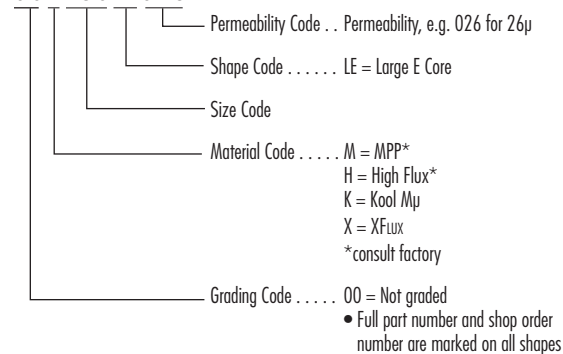 Permeability Code . . Permeability, e.g. 026 for 26µ
Shape Code . . . . . . LE = Large E Core
Size Code
Material Code . . . . . M = MPP*
H = High Flux*
K = Kool Mµ
X = XFLUX
*consult factory
Grading Code . . . . . 00 = Not graded
• Full part number and shop order
number are marked on all shapes